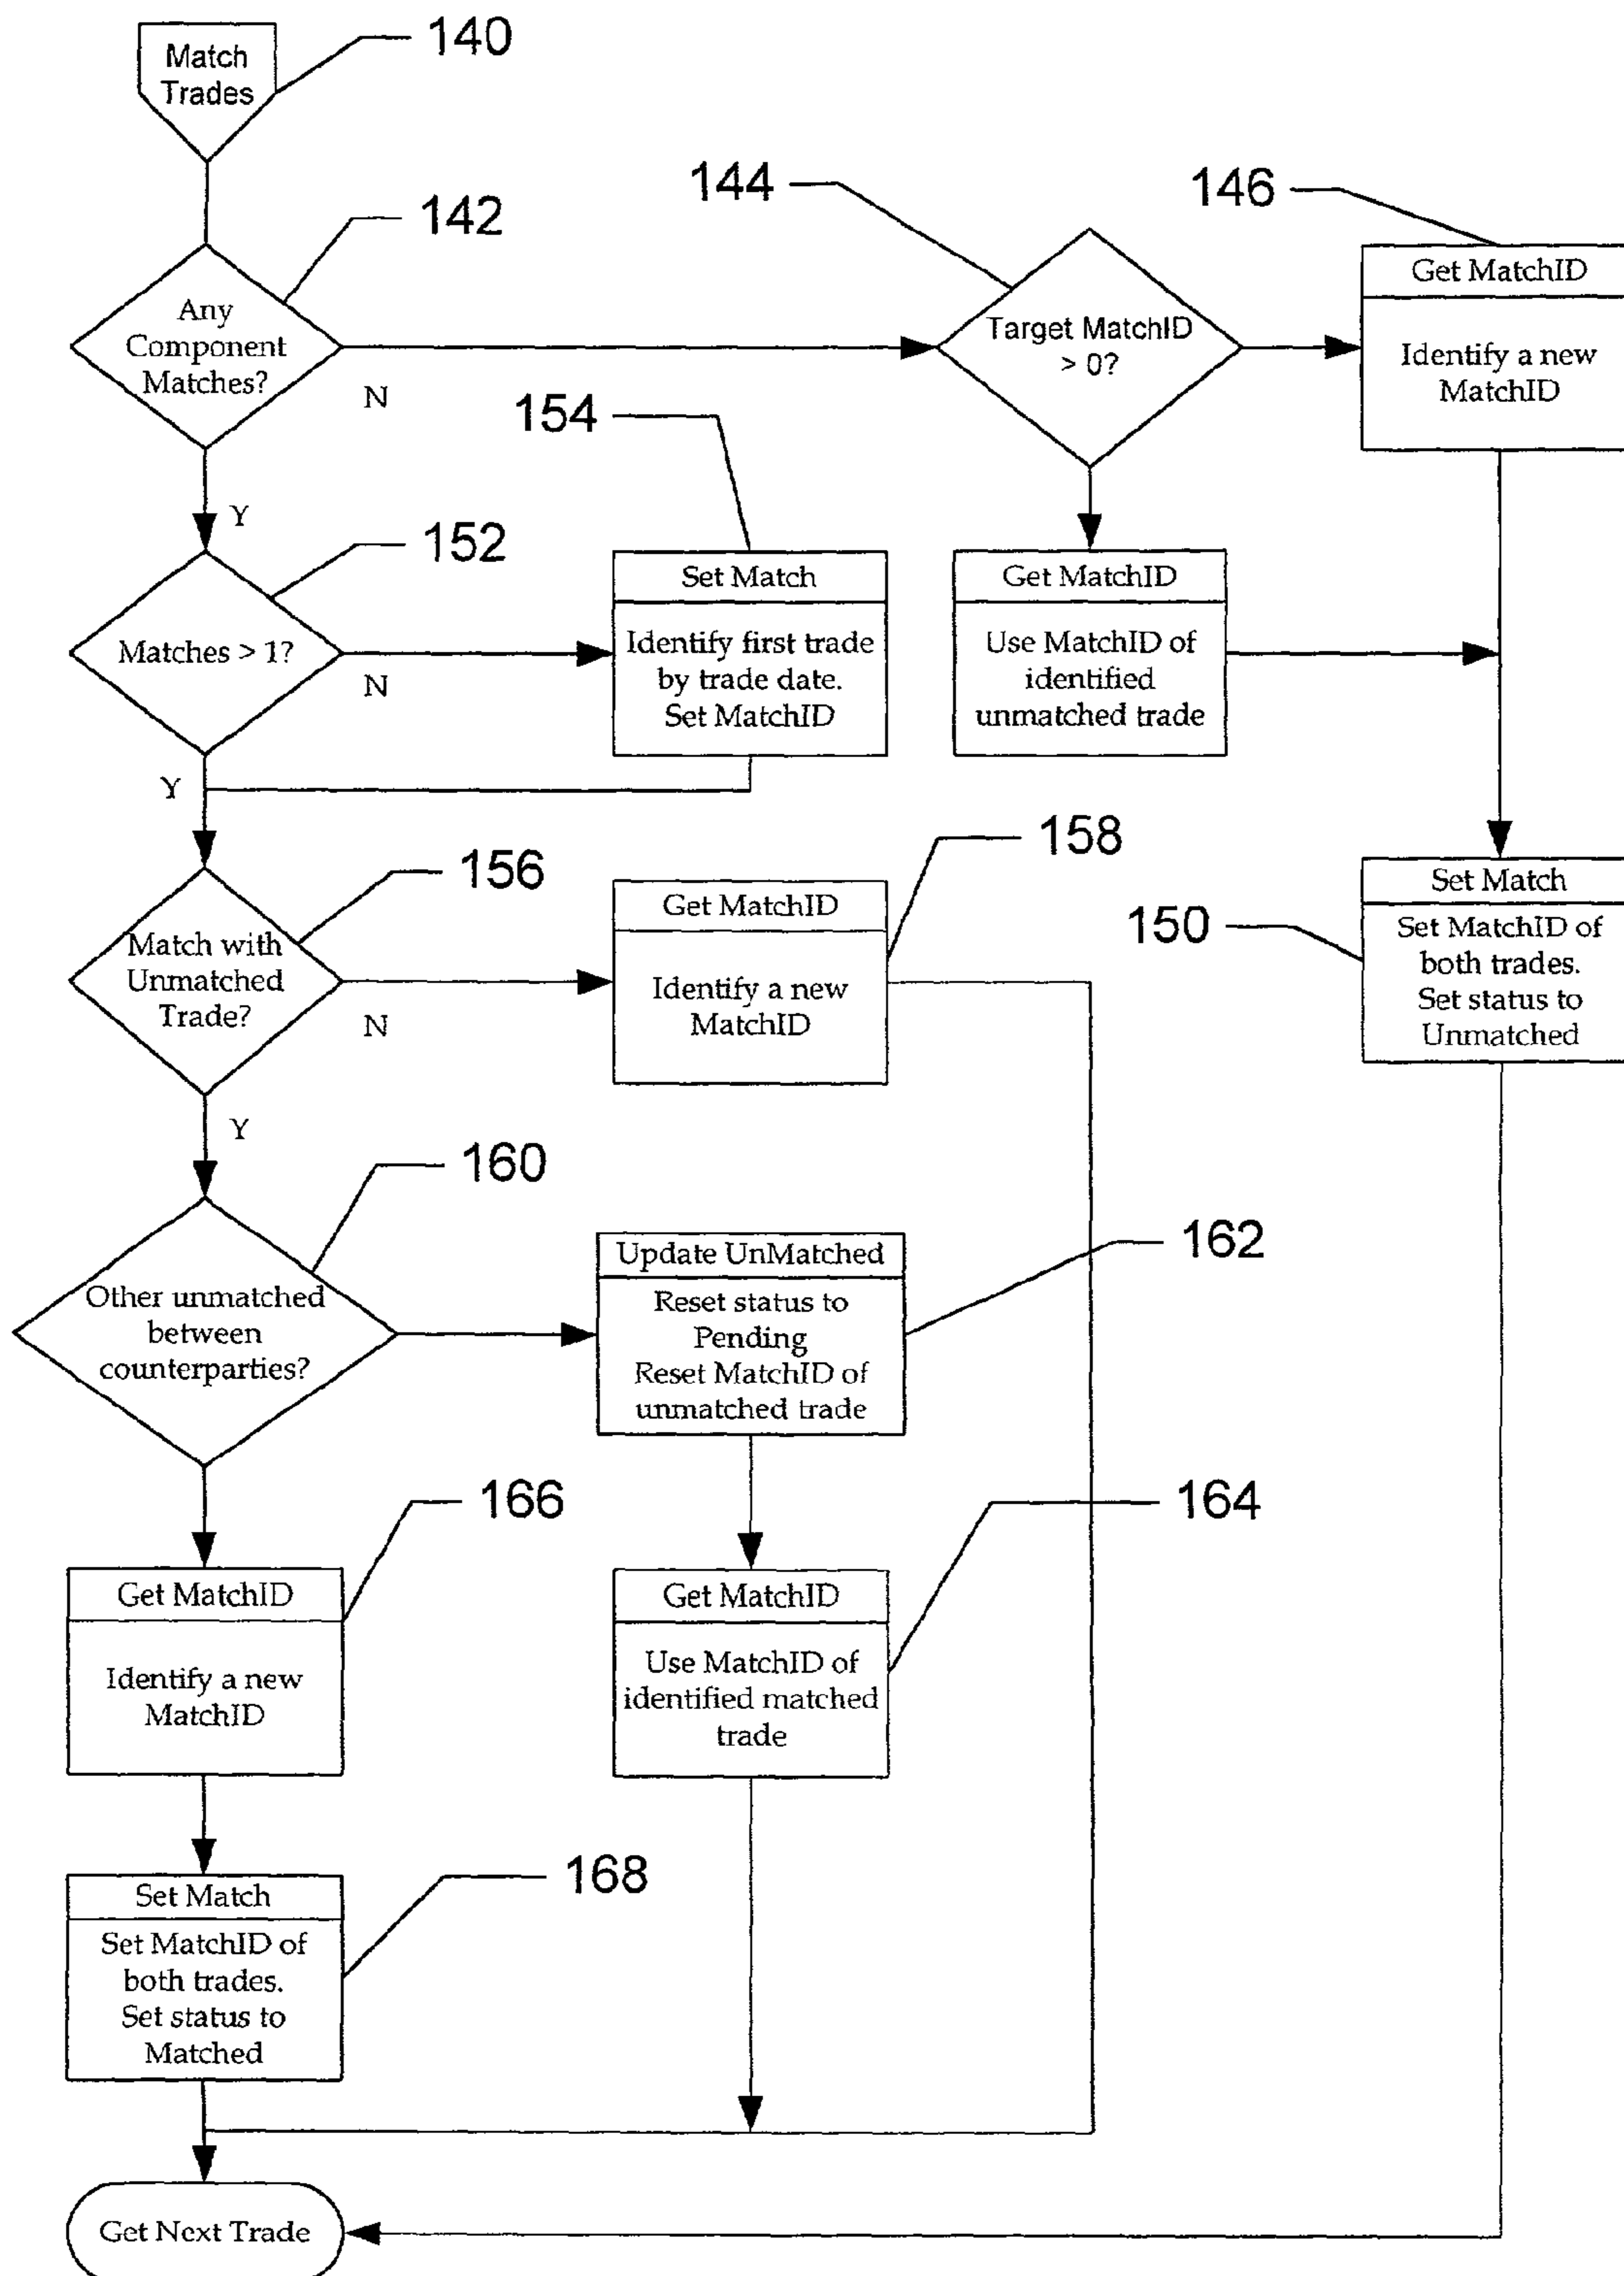 Match
Trades
140
142
144
146
Any
Component
Matches?
N
Y
Target MatchID
> 0?
Get MatchID
Identify a new
MatchID
152
154
Matches > 1?
N
Y
Set Match
Identify first trade
by trade date.
Set MatchID
Get MatchID
Use MatchID of
identified
unmatched trade
156
158
150
Match with
Unmatched
Trade?
N
Y
Get MatchID
Identify a new
MatchID
Set Match
Set MatchID of
both trades.
Set status to
Unmatched
160
162
Other unmatched
between
counterparties?
Update UnMatched
Reset status to
Pending
Reset MatchID of
unmatched trade
166
164
Get MatchID
Identify a new
MatchID
Get MatchID
Use MatchID of
identified matched
trade
168
Set Match
Set MatchID of
both trades.
Set status to
Matched
Get Next Trade